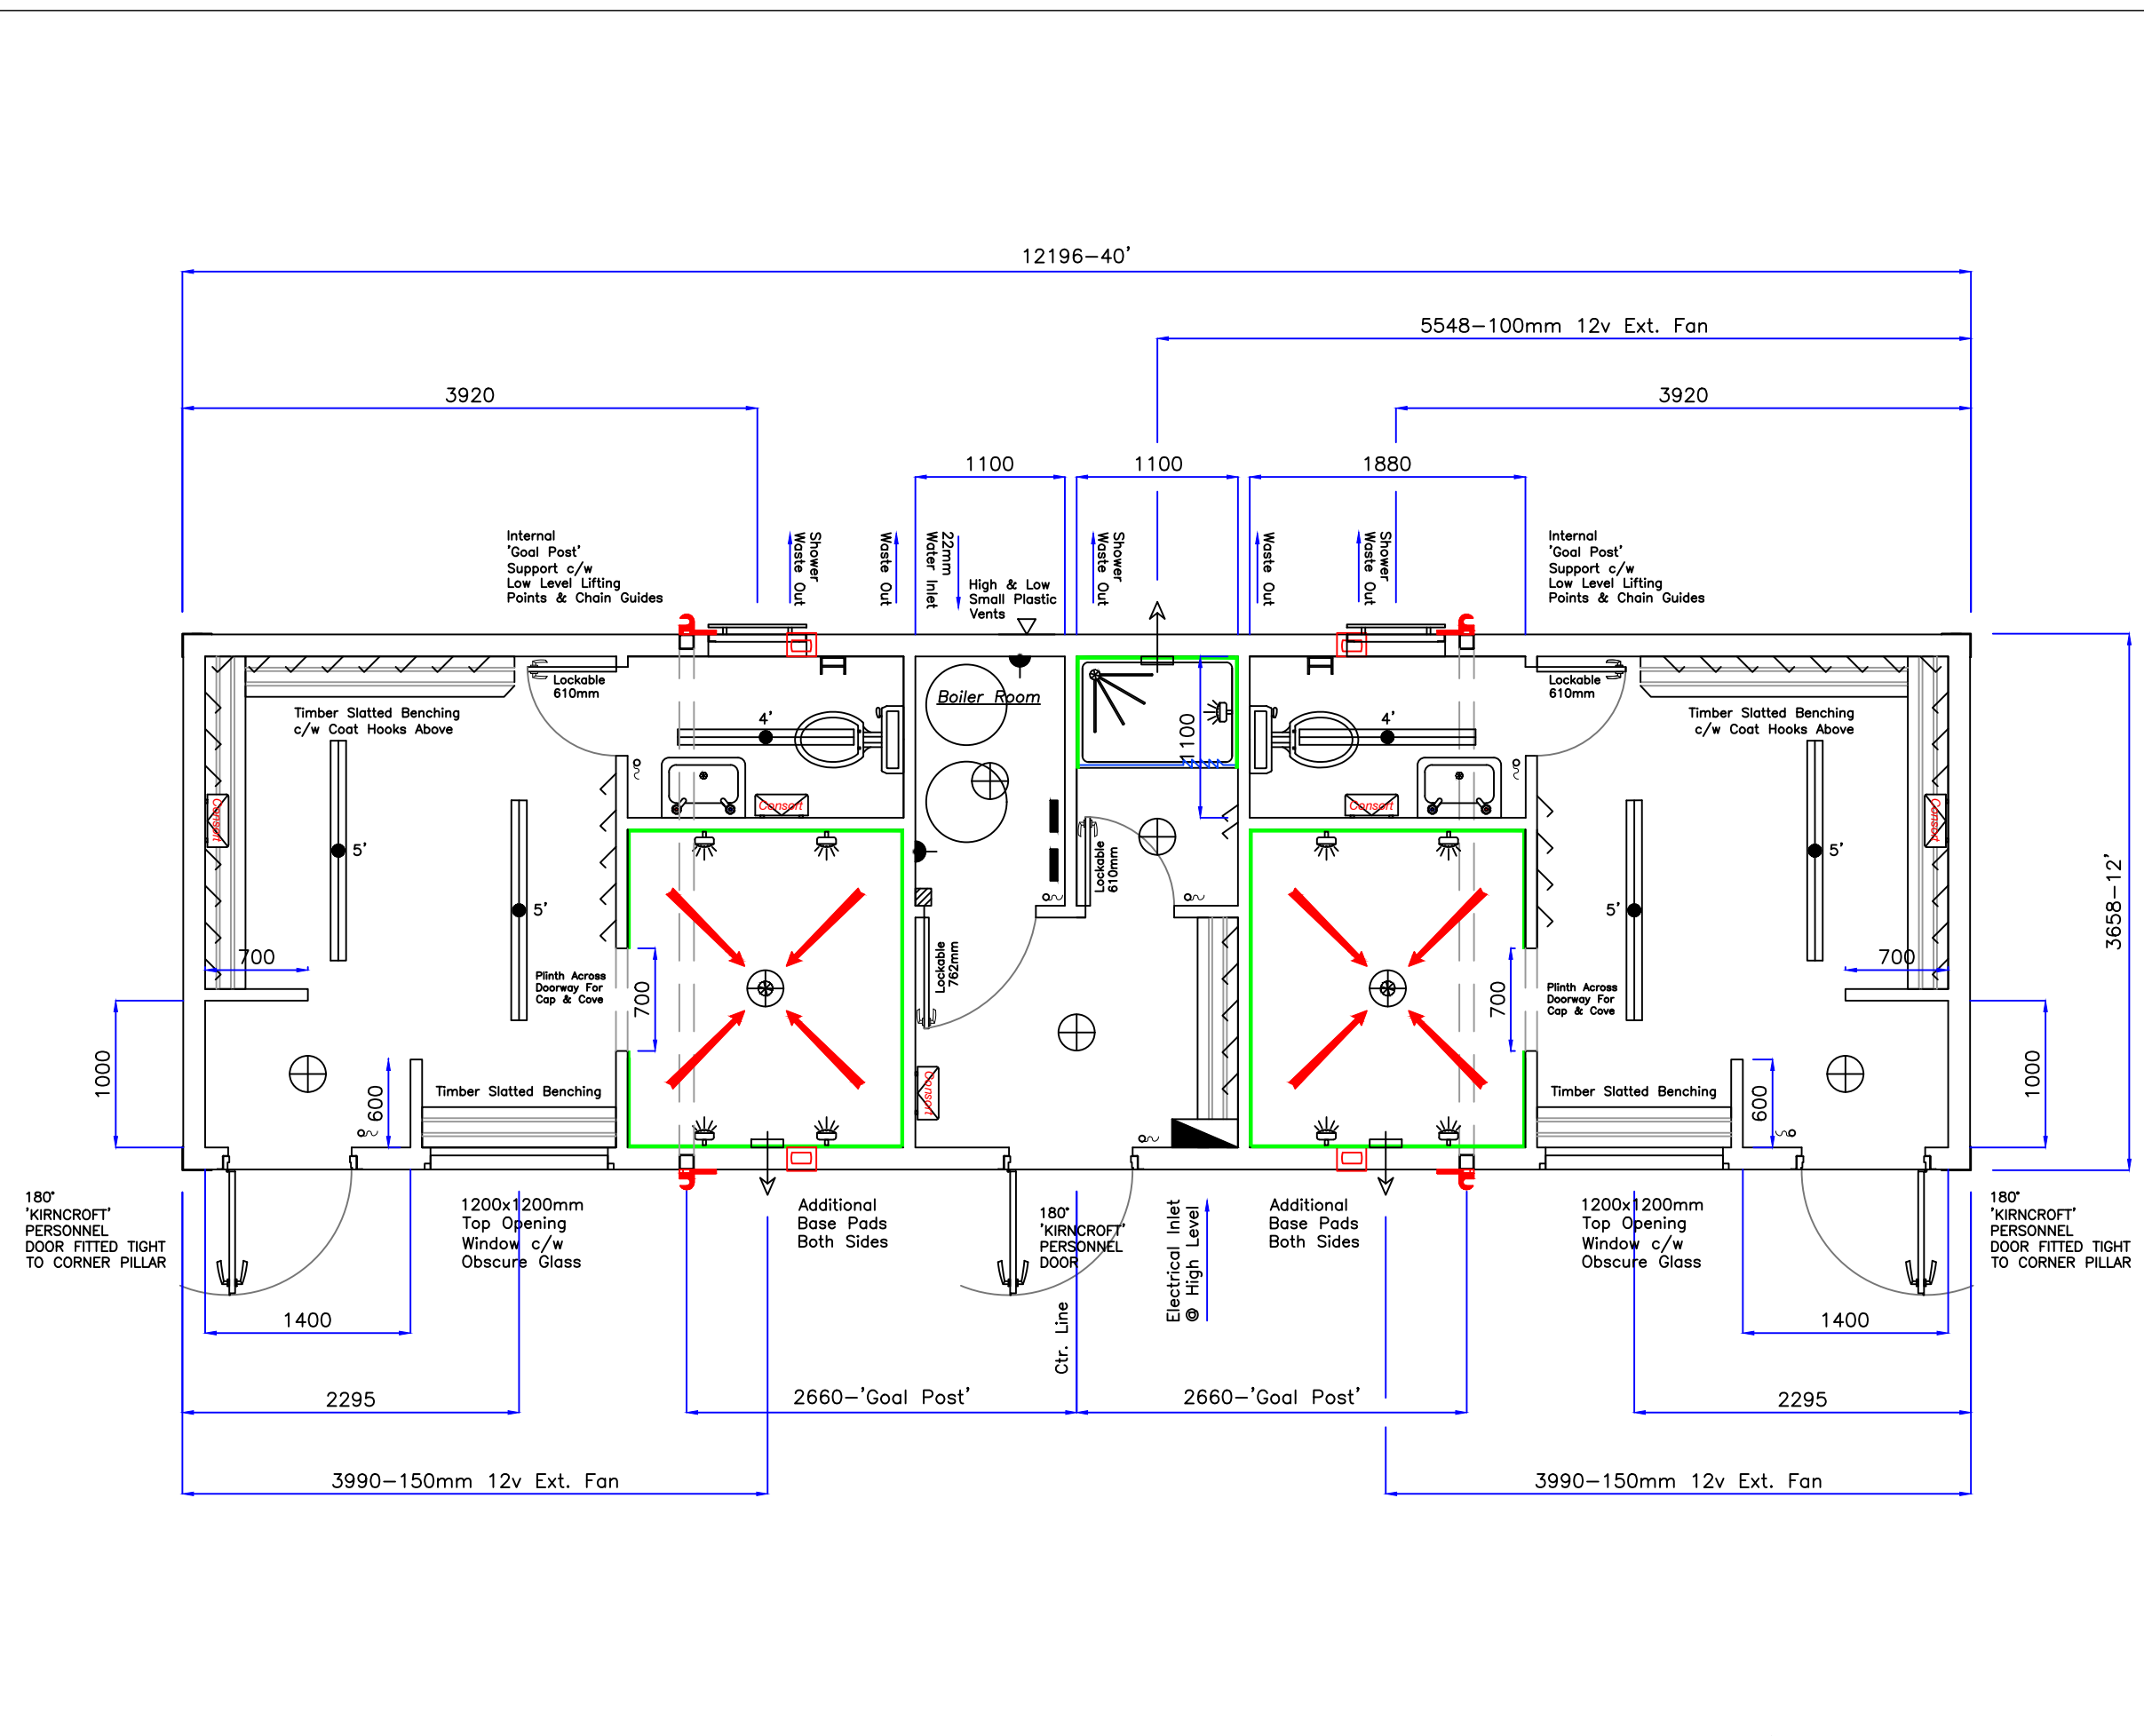 12196-40'
5548-100mm 12v Ext. Fan
3920
3920
1100
1100
1880
Internal
'Goal Post'
Support c/w
Low Level Lifting
Points & Chain Guides
Shower
Waste Out
Waste Out
22mm
Water Inlet
High & Low
Small Plastic
Vents
Shower
Waste Out
Waste Out
Shower
Waste Out
Internal
'Goal Post'
Support c/w
Low Level Lifting
Points & Chain Guides
Lockable
610mm
Boiler Room
Lockable
610mm
Timber Slatted Benching
c/w Coat Hooks Above
4'
1100
4'
Timber Slatted Benching
c/w Coat Hooks Above
Consort
Consort
Consort
Consort
5'
5'
Lockable
610mm
5'
5'
3658-12'
700
Plinth Across
Doorway For
Cap & Cove
700
Lockable
762mm
700
Plinth Across
Doorway For
Cap & Cove
700
1000
600
Timber Slatted Benching
Consort
Timber Slatted Benching
600
1000
180°
'KIRNCROFT'
PERSONNEL
DOOR FITTED TIGHT
TO CORNER PILLAR
1200x1200mm
Top Opening
Window c/w
Obscure Glass
Additional
Base Pads
Both Sides
180°
'KIRNCROFT'
PERSONNEL
DOOR
Electrical Inlet
@ High Level
Additional
Base Pads
Both Sides
1200x1200mm
Top Opening
Window c/w
Obscure Glass
180°
'KIRNCROFT'
PERSONNEL
DOOR FITTED TIGHT
TO CORNER PILLAR
1400
Ctr. Line
1400
2295
2660-'Goal Post'
2660-'Goal Post'
2295
3990-150mm 12v Ext. Fan
3990-150mm 12v Ext. Fan